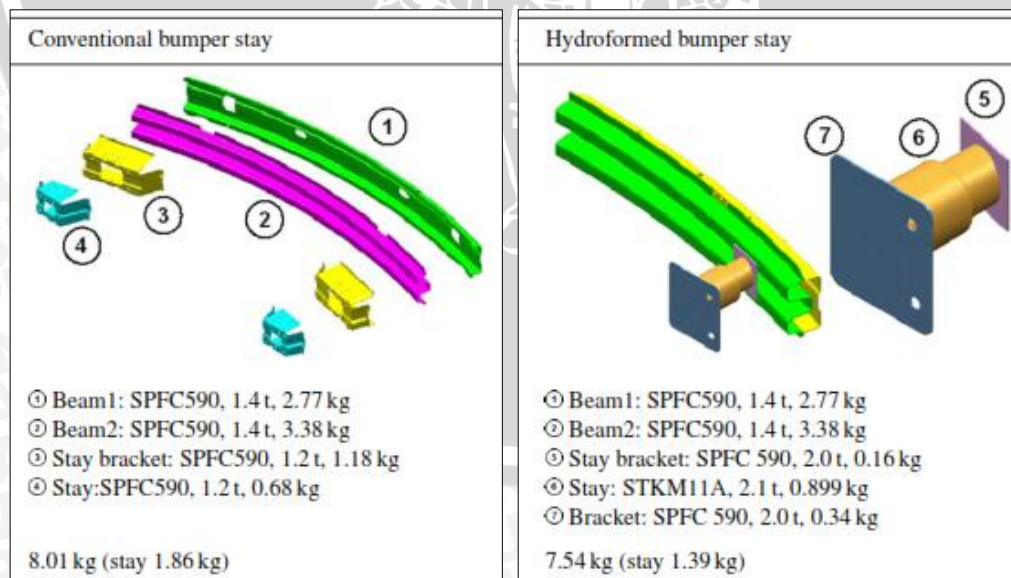 Conventional bumper stay
1
2
3
4
① Beam1: SPFC590, 1.4 t, 2.77 kg
② Beam2: SPFC590, 1.4 t, 3.38 kg
③ Stay bracket: SPFC590, 1.2 t, 1.18 kg
④ Stay:SPFC590, 1.2 t, 0.68 kg
8.01 kg (stay 1.86 kg)
Hydroformed bumper stay
5
6
7
① Beam1: SPFC590, 1.4 t, 2.77 kg
② Beam2: SPFC590, 1.4 t, 3.38 kg
⑤ Stay bracket: SPFC 590, 2.0 t, 0.16 kg
⑥ Stay: STKM11A, 2.1 t, 0.899 kg
⑦ Bracket: SPFC 590, 2.0 t, 0.34 kg
7.54 kg (stay 1.39 kg)